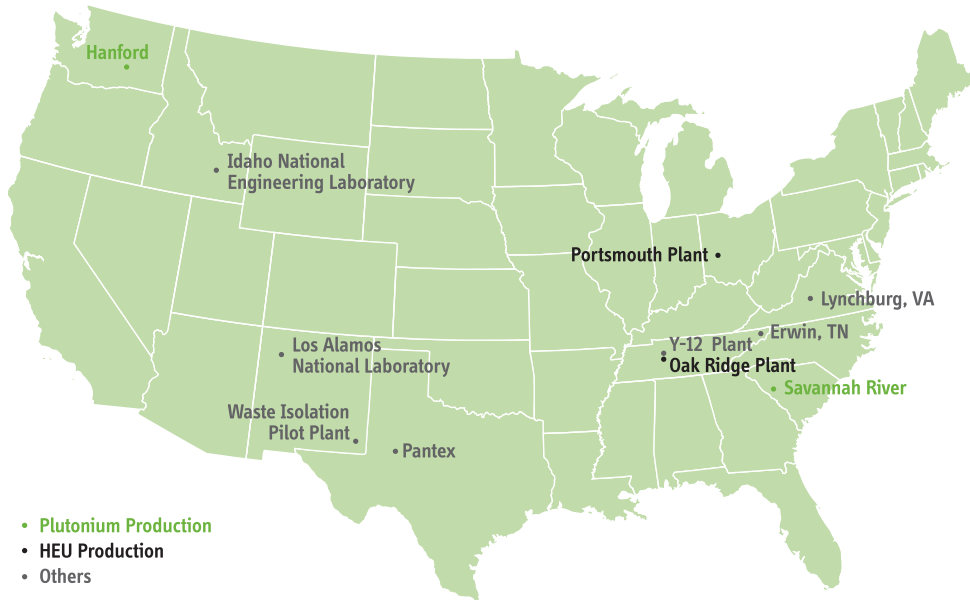 Hanford
Idaho National
Engineering Laboratory
Portsmouth Plant
Lynchburg, VA
Erwin, TN
Y-12 Plant
Oak Ridge Plant
Los Alamos
National Laboratory
Savannah River
Waste Isolation
Pilot Plant
Pantex
Plutonium Production
HEU Production
Others